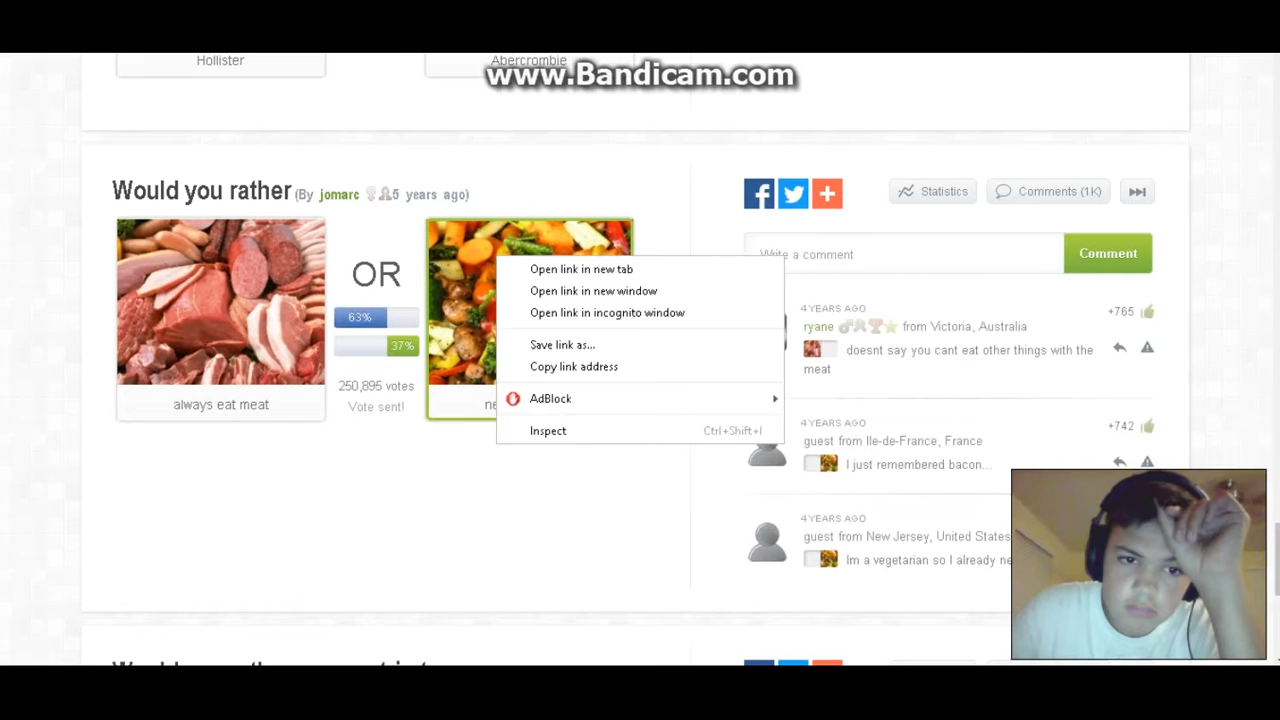 Hollister
Abercrombie
www.Bandicam.com
Would you rather (By jomarc 5 years ago)
Statistics
Comments (1K)
Write a comment
Comment
OR
63%
37%
250,895 votes
Vote sent!
always eat meat
ne
Open link in new tab
Open link in new window
Open link in incognito window
Save link as...
Copy link address
AdBlock
Inspect Ctrl+Shift+I
4 YEARS AGO
+765
ryane from Victoria, Australia
doesnt say you cant eat other things with the
meat
4 YEARS AGO
+742
guest from Ile-de-France, France
I just remembered bacon...
4 YEARS AGO
guest from New Jersey, United States
Im a vegetarian so I already ne